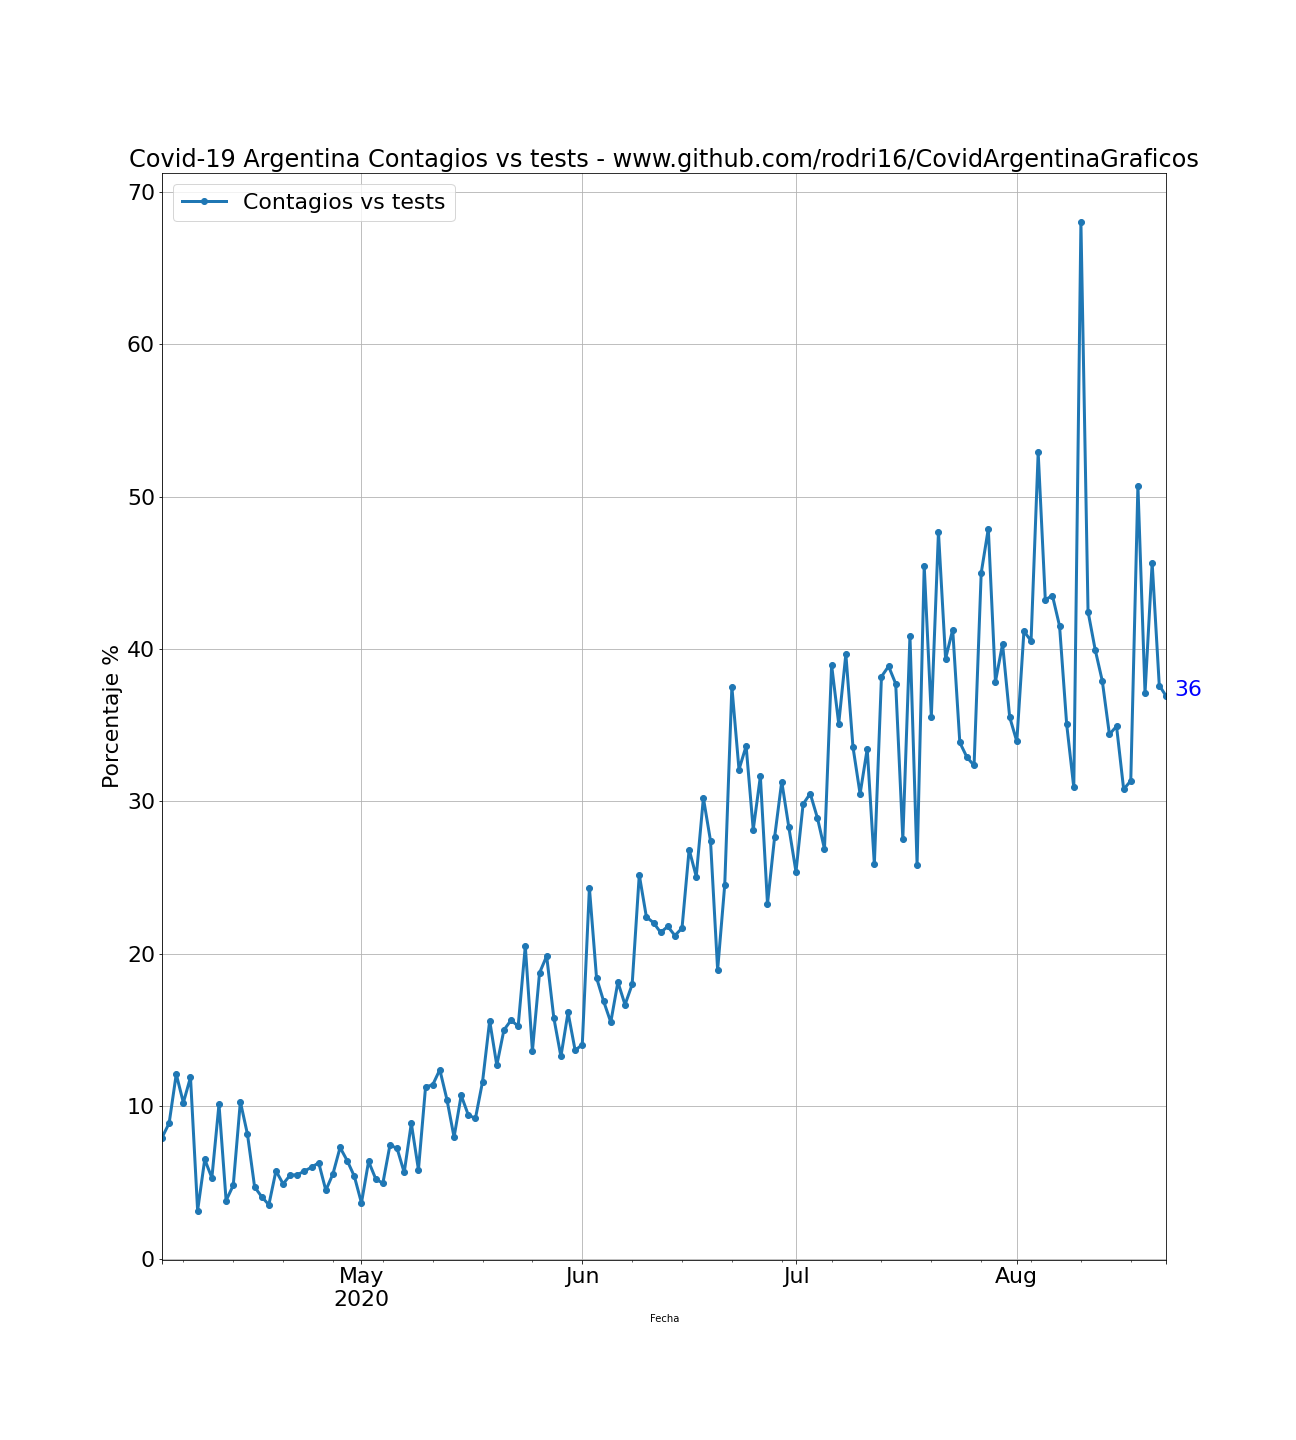 Covid-19 Argentina Contagios vs tests - www.github.com/rodri16/CovidArgentinaGraficos
Contagios vs tests
70
60
50
40
30
20
10
0
Porcentaje %
36
May
2020
Jun
Jul
Aug
Fecha